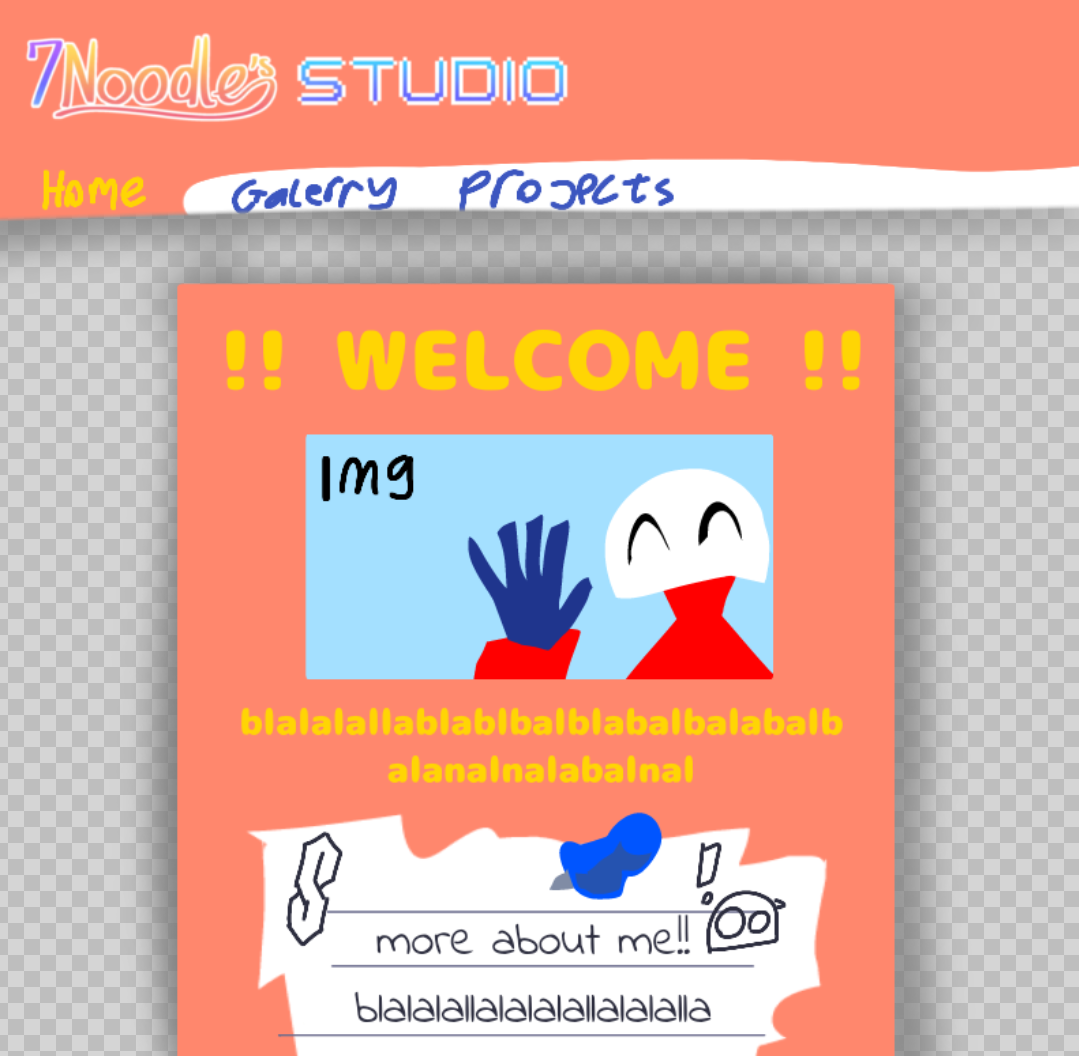 7Noodle's STUDIO
Home Galerry Projects
!! WELCOME !!
Img
blalalallablablbalblabalbalabalb
alanalnalabalnal
more about me!!
blalalallalalalallalalalla